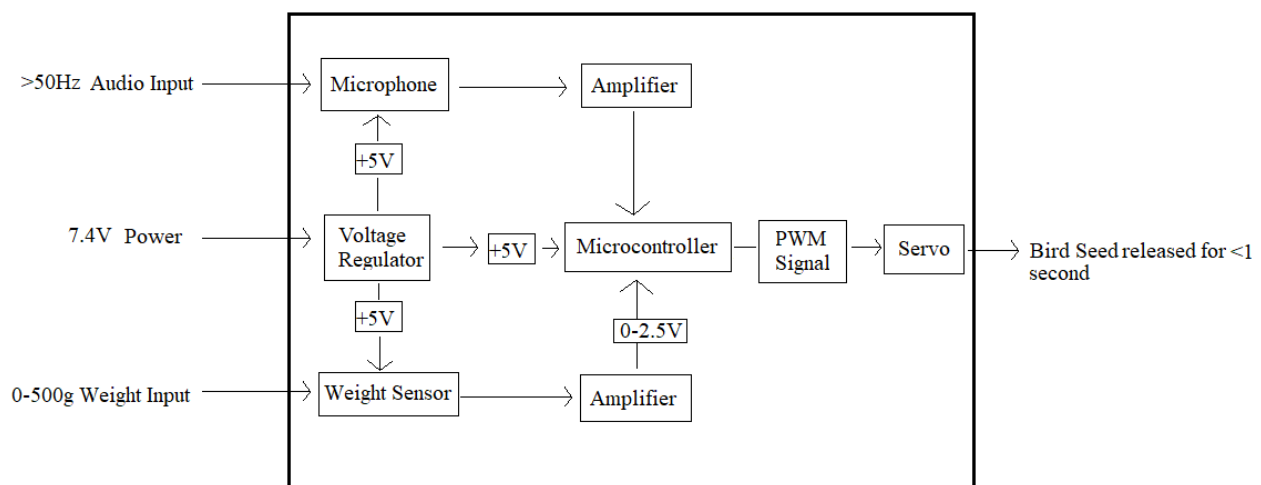 >50Hz Audio Input
Microphone
Amplifier
+5V
7.4V Power
Voltage
Regulator
+5V
Microcontroller
PWM
Signal
Servo
Bird Seed released for <1
second
+5V
0-2.5V
0-500g Weight Input
Weight Sensor
Amplifier